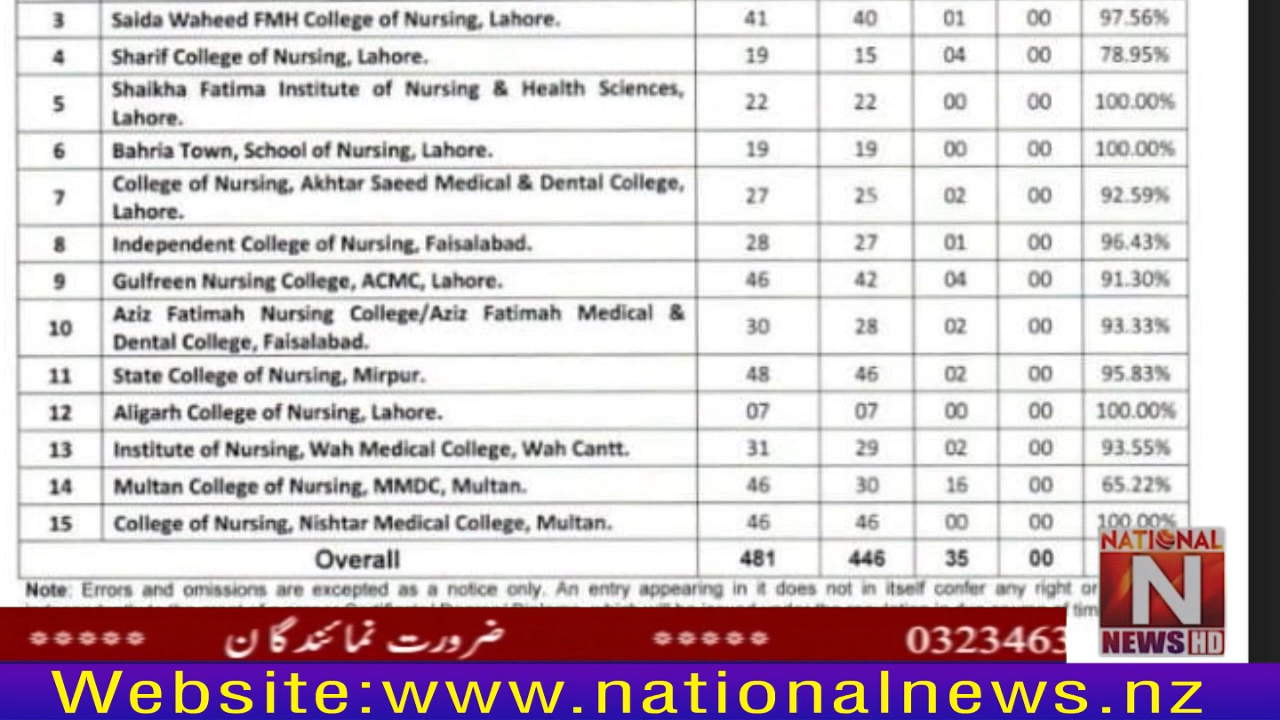 3 Saida Waheed FMH College of Nursing, Lahore. 41 40 01 00 97.56%
4 Sharif College of Nursing, Lahore. 19 15 04 00 78.95%
5 Shaikha Fatima Institute of Nursing & Health Sciences, Lahore. 22 22 00 00 100.00%
6 Bahria Town, School of Nursing, Lahore. 19 19 00 00 100.00%
7 College of Nursing, Akhtar Saeed Medical & Dental College, Lahore. 27 25 02 00 92.59%
8 Independent College of Nursing, Faisalabad. 28 27 01 00 96.43%
9 Gulfreen Nursing College, ACMC, Lahore. 46 42 04 00 91.30%
10 Aziz Fatimah Nursing College/Aziz Fatimah Medical & Dental College, Faisalabad. 30 28 02 00 93.33%
11 State College of Nursing, Mirpur. 48 46 02 00 95.83%
12 Aligarh College of Nursing, Lahore. 07 07 00 00 100.00%
13 Institute of Nursing, Wah Medical College, Wah Cantt. 31 29 02 00 93.55%
14 Multan College of Nursing, MMDC, Multan. 46 30 16 00 65.22%
15 College of Nursing, Nishtar Medical College, Multan. 46 46 00 00 100.00%
Overall 481 446 35 00
Note: Errors and omissions are excepted as a notice only. An entry appearing in it does not in itself confer any right or
***** ضرورت نمائندگان ***** 0323463
NATIONAL
N
NEWS HD
Website:www.nationalnews.nz